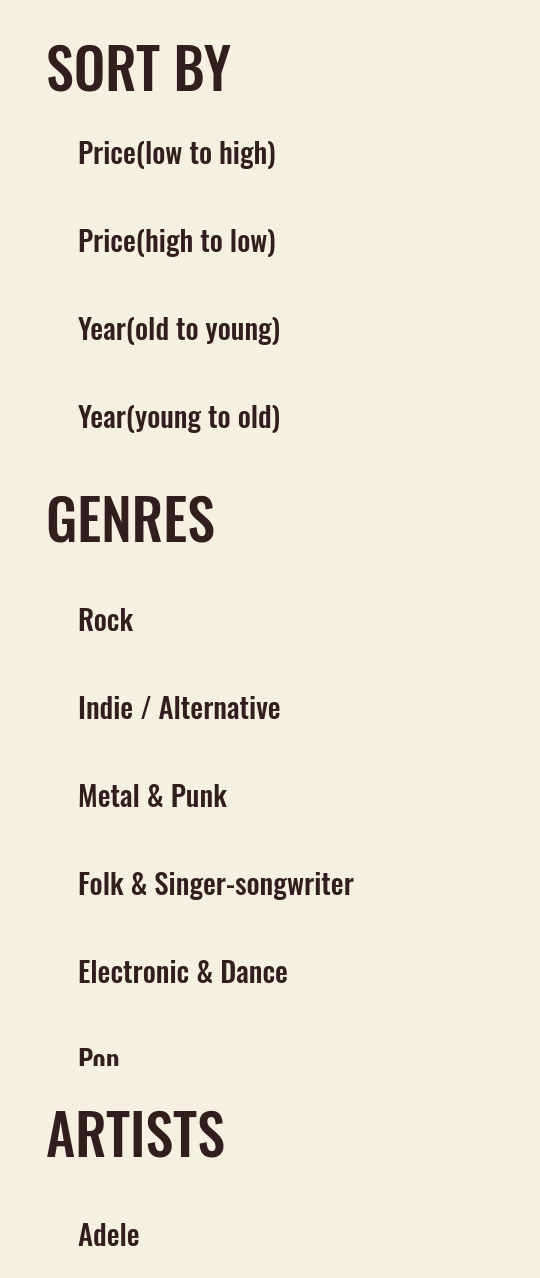 SORT BY
Price(low to high)
Price(high to low)
Year(old to young)
Year(young to old)
GENRES
Rock
Indie / Alternative
Metal & Punk
Folk & Singer-songwriter
Electronic & Dance
Pop
ARTISTS
Adele